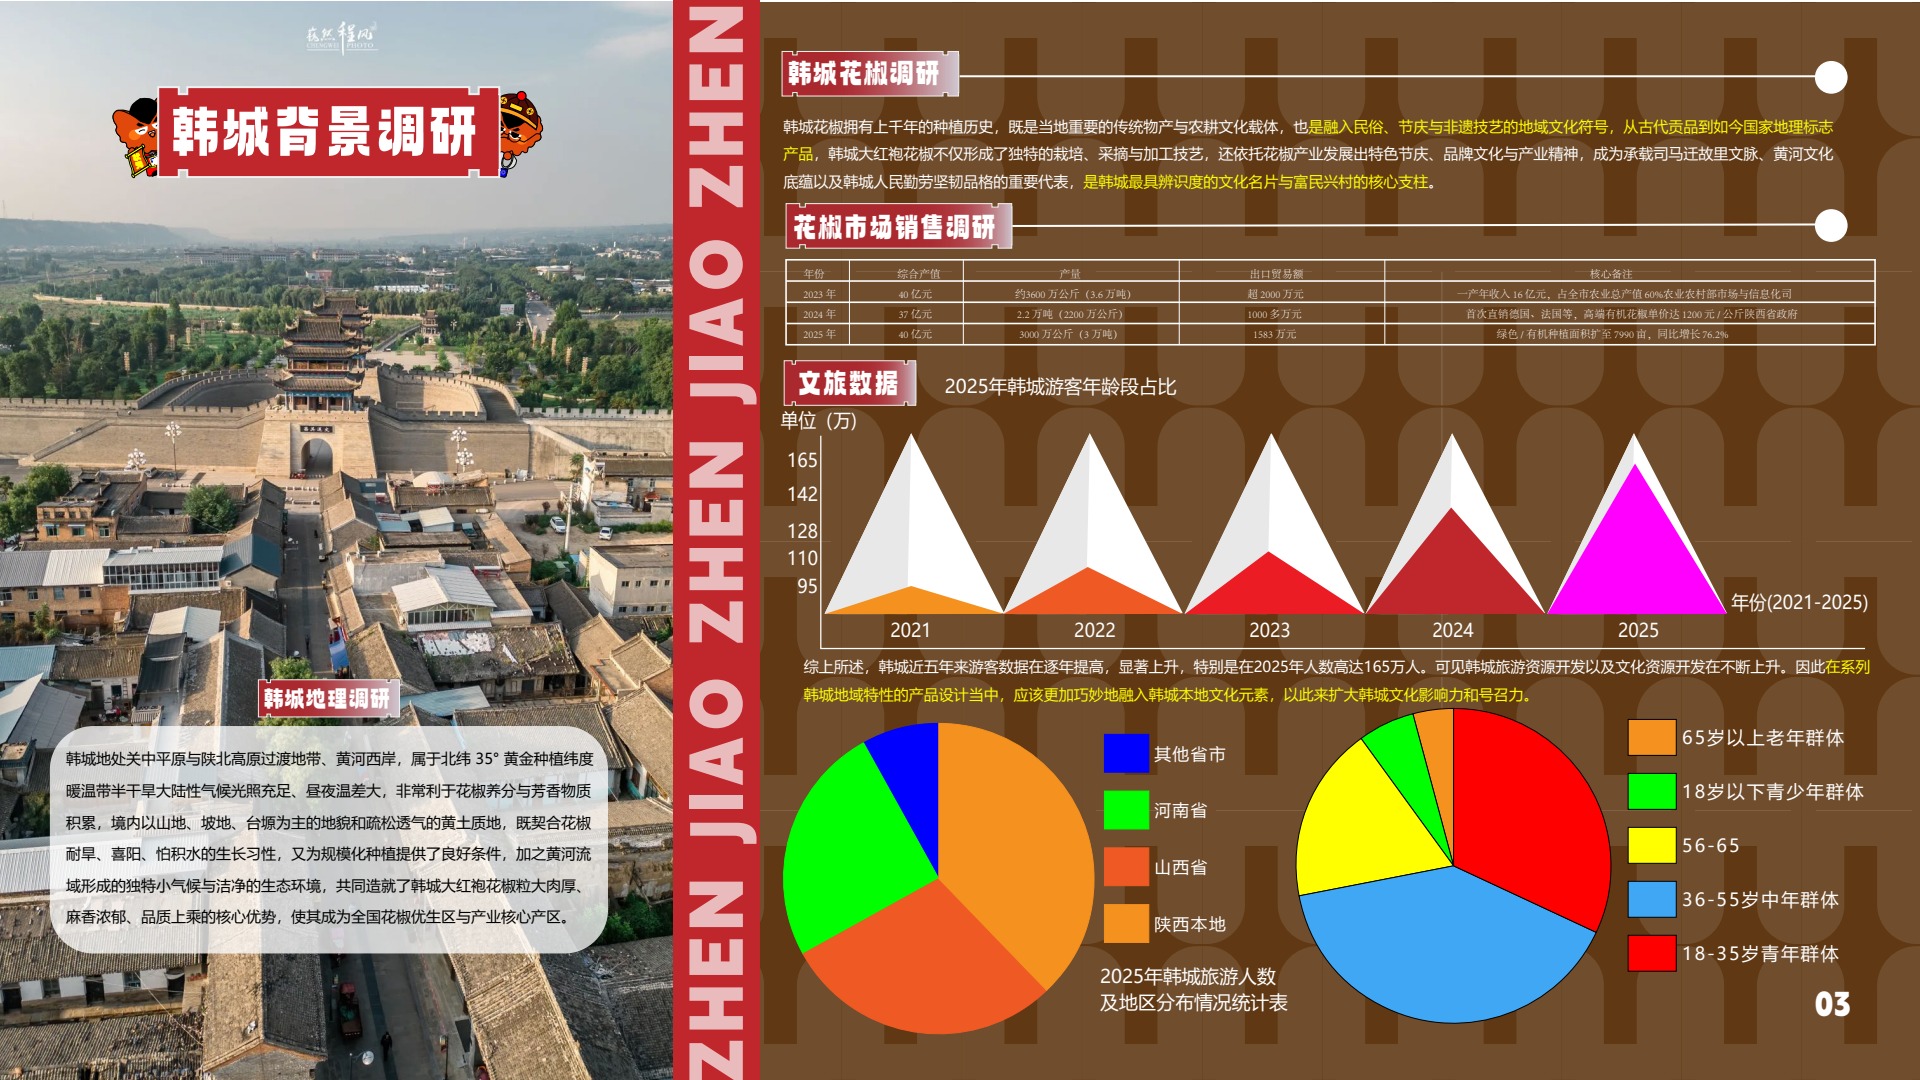 蕤然程风
CHENGWEI PHOTO
韩城背景调研
韩城地理调研
韩城地处关中平原与陕北高原过渡地带、黄河西岸，属于北纬 35° 黄金种植纬度
暖温带半干旱大陆性气候光照充足、昼夜温差大，非常利于花椒养分与芳香物质
积累，境内以山地、坡地、台塬为主的地貌和疏松透气的黄土质地，既契合花椒
耐旱、喜阳、怕积水的生长习性，又为规模化种植提供了良好条件，加之黄河流
域形成的独特小气候与洁净的生态环境，共同造就了韩城大红袍花椒粒大肉厚、
麻香浓郁、品质上乘的核心优势，使其成为全国花椒优生区与产业核心产区。
ZHEN JIAO ZHEN JIAO ZHEN
韩城花椒调研
韩城花椒拥有上千年的种植历史，既是当地重要的传统物产与农耕文化载体，也是融入民俗、节庆与非遗技艺的地域文化符号，从古代贡品到如今国家地理标志
产品，韩城大红袍花椒不仅形成了独特的栽培、采摘与加工技艺，还依托花椒产业发展出特色节庆、品牌文化与产业精神，成为承载司马迁故里文脉、黄河文化
底蕴以及韩城人民勤劳坚韧品格的重要代表，是韩城最具辨识度的文化名片与富民兴村的核心支柱。
花椒市场销售调研
年份 综合产值 产量 出口贸易额 核心备注
2023 年 40 亿元 约3600 万公斤（3.6 万吨） 超 2000 万元 一产年收入 16 亿元，占全市农业总产值 60%农业农村部市场与信息化司
2024 年 37 亿元 2.2 万吨（2200 万公斤） 1000 多万元 首次直销德国、法国等，高端有机花椒单价达 1200 元 / 公斤陕西省政府
2025 年 40 亿元 3000 万公斤（3 万吨） 1583 万元 绿色 / 有机种植面积扩至 7990 亩，同比增长 76.2%
文旅数据
2025年韩城游客年龄段占比
单位（万）
165
142
128
110
95
2021 2022 2023 2024 2025
年份(2021-2025)
综上所述，韩城近五年来游客数据在逐年提高，显著上升，特别是在2025年人数高达165万人。可见韩城旅游资源开发以及文化资源开发在不断上升。因此在系列
韩城地域特性的产品设计当中，应该更加巧妙地融入韩城本地文化元素，以此来扩大韩城文化影响力和号召力。
其他省市
河南省
山西省
陕西本地
2025年韩城旅游人数
及地区分布情况统计表
65岁以上老年群体
18岁以下青少年群体
56-65
36-55岁中年群体
18-35岁青年群体
03